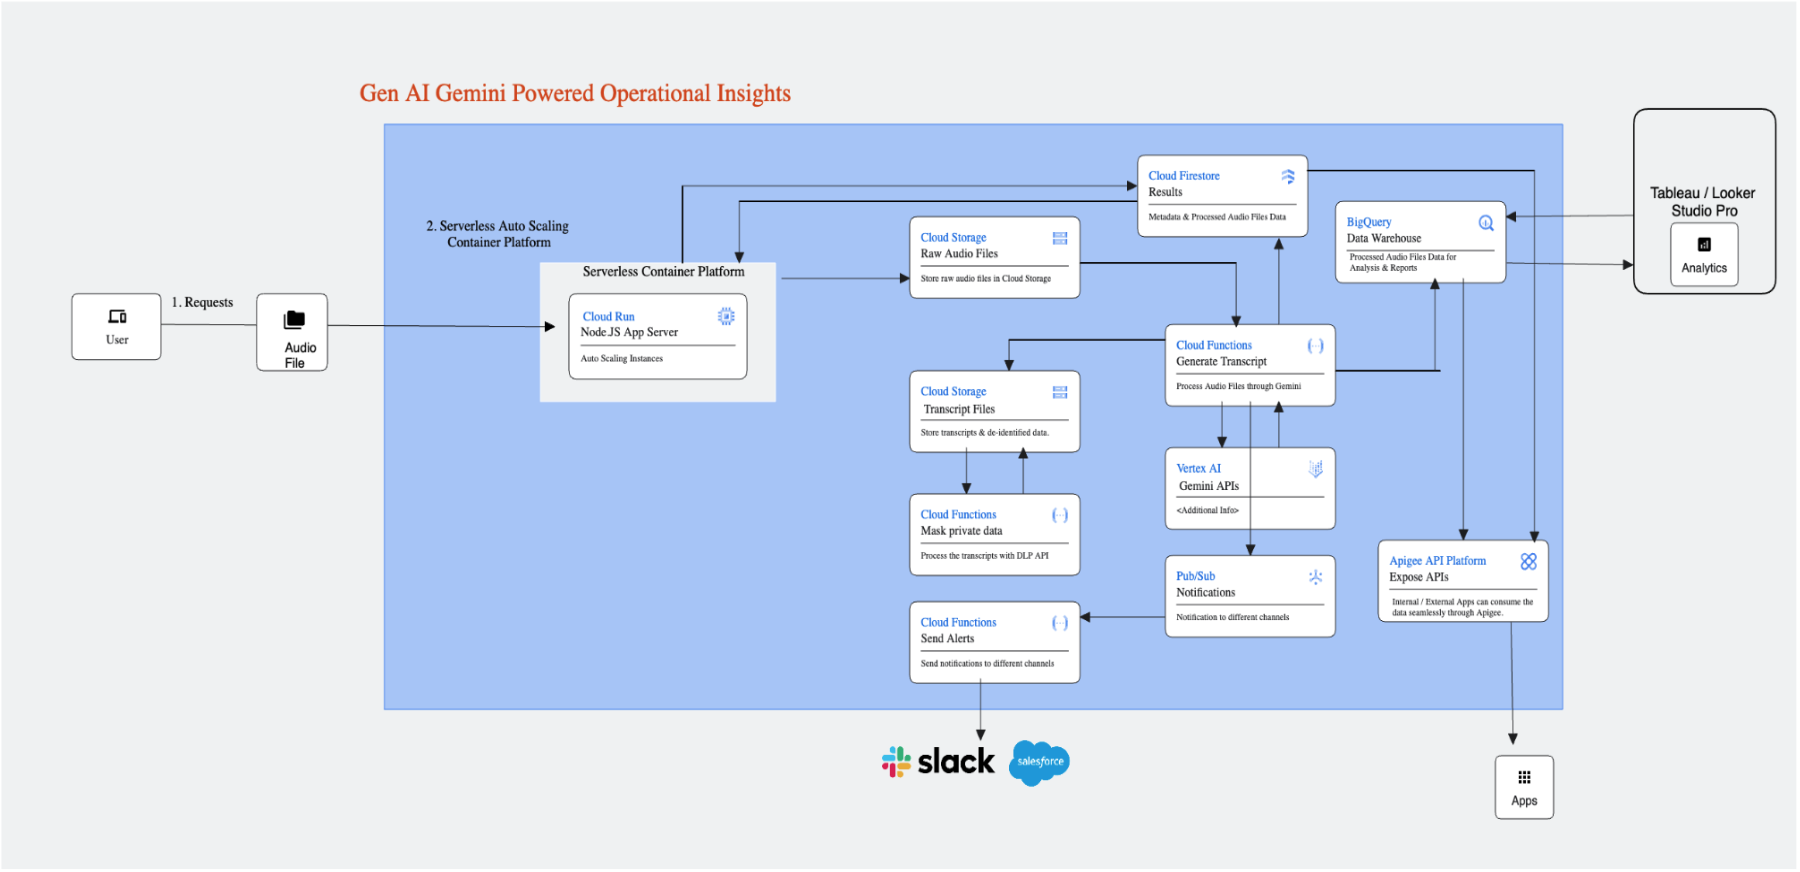 Gen AI Gemini Powered Operational Insights
2. Serverless Auto Scaling
Container Platform
1. Requests
User
Audio
File
Serverless Container Platform
Cloud Run
Node.JS App Server
Auto Scaling Instances
Cloud Storage
Raw Audio Files
Store raw audio files in Cloud Storage
Cloud Firestore
Results
Metadata & Processed Audio Files Data
BigQuery
Data Warehouse
Processed Audio Files Data for
Analysis & Reports
Tableau / Looker
Studio Pro
Analytics
Cloud Functions
Generate Transcript
Process Audio Files through Gemini
Cloud Storage
Transcript Files
Store transcripts & de-identified data.
Vertex AI
Gemini APIs
<Additional Info>
Cloud Functions
Mask private data
Process the transcripts with DLP API
Pub/Sub
Notifications
Notification to different channels
Apigee API Platform
Expose APIs
Internal / External Apps can consume the
data seamlessly through Apigee.
Cloud Functions
Send Alerts
Send notifications to different channels
slack
salesforce
Apps